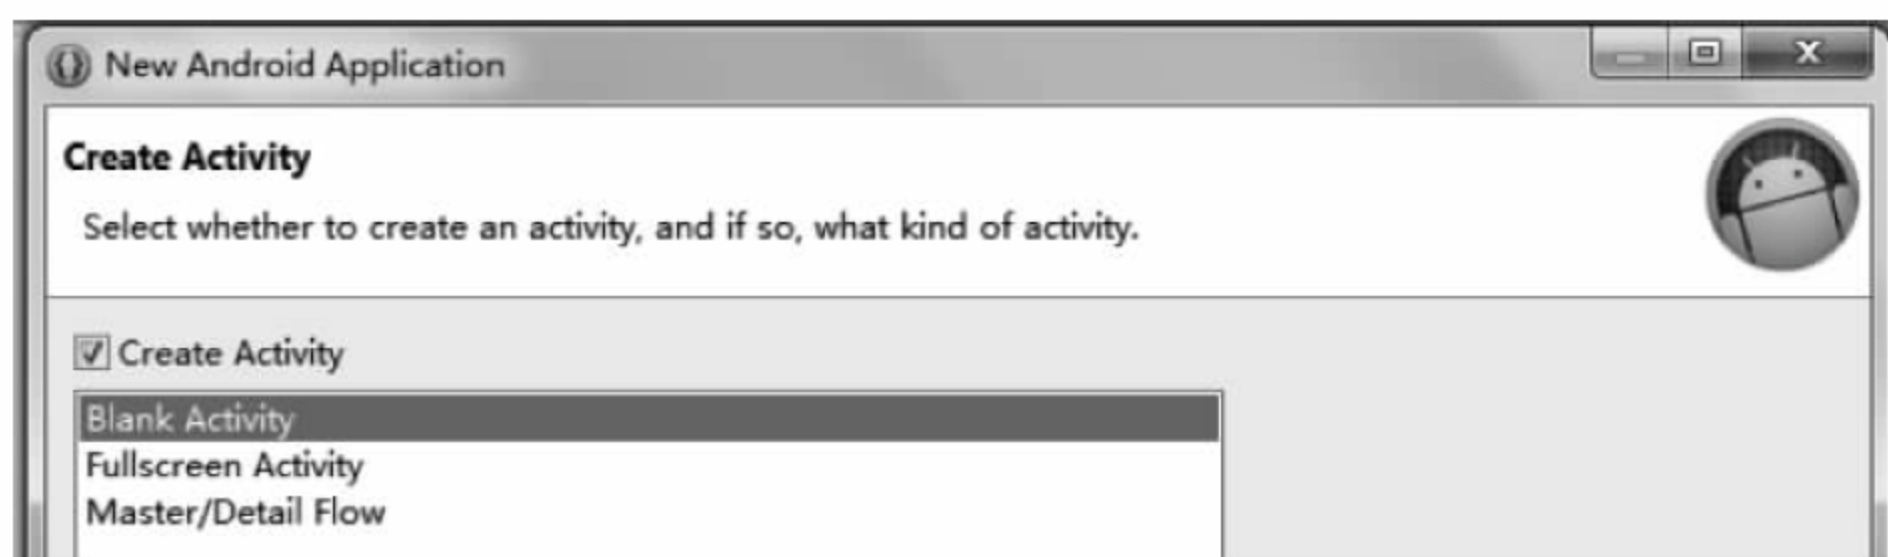 New Android Application
Create Activity
Select whether to create an activity, and if so, what kind of activity.
Create Activity
Blank Activity
Fullscreen Activity
Master/Detail Flow